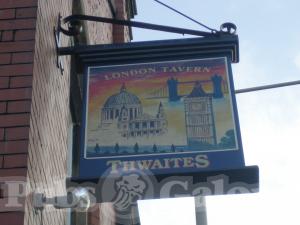 LONDON TAVERN
THWAITES
Pubs Galore